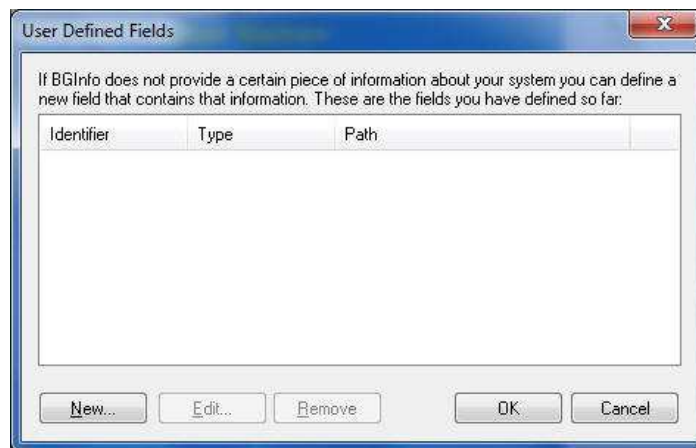 User Defined Fields
If BGInfo does not provide a certain piece of information about your system you can define a
new field that contains that information. These are the fields you have defined so far:
Identifier Type Path
New... Edit... Remove OK Cancel